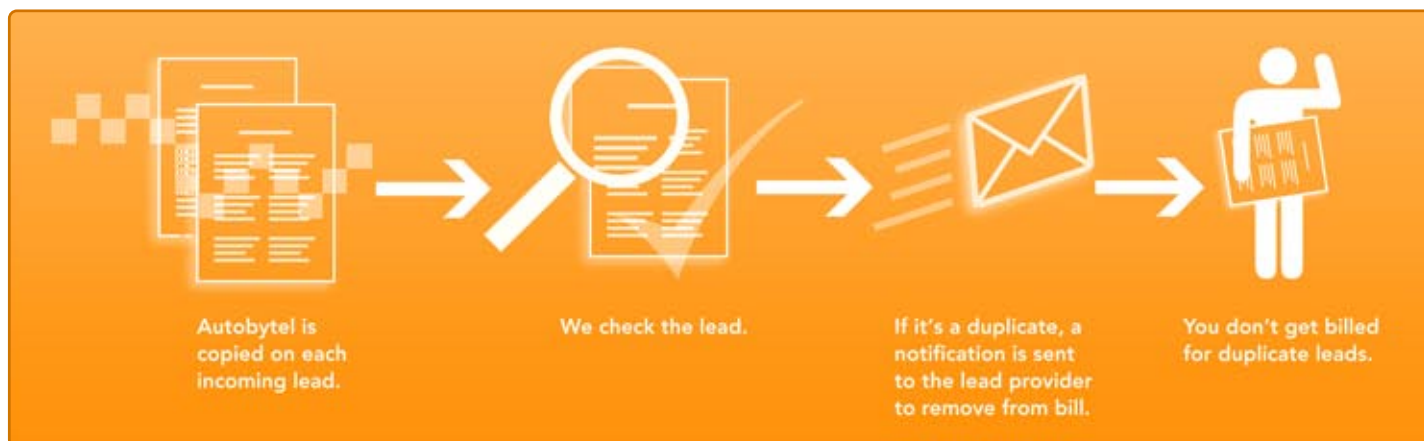 Autobytel is
copied on each
incoming lead.
We check the lead.
If it's a duplicate, a
notification is sent
to the lead provider
to remove from bill.
You don't get billed
for duplicate leads.